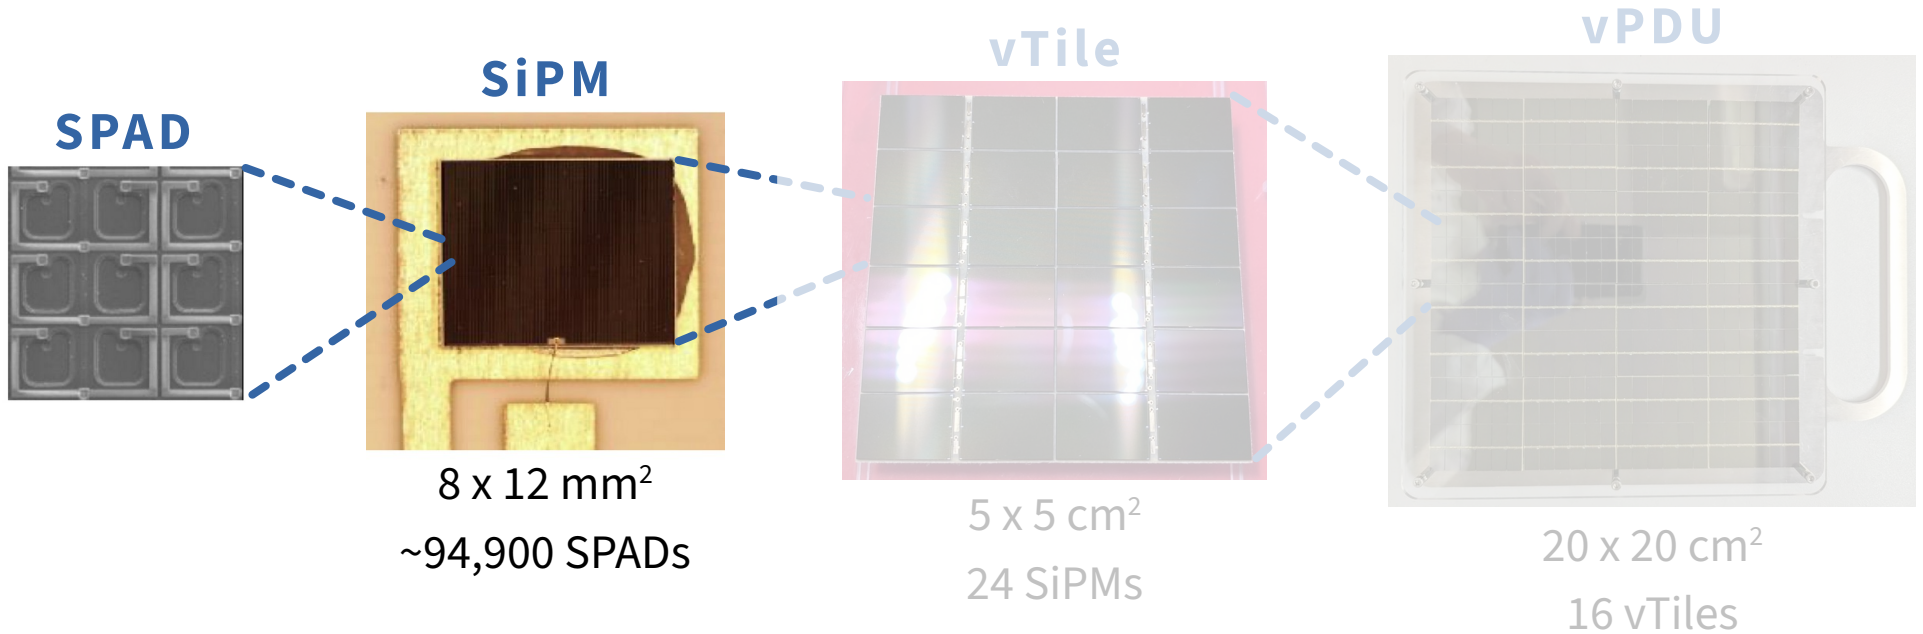 SPAD
SiPM
8 x 12 mm²
~94,900 SPADs
vTile
5 x 5 cm²
24 SiPMs
vPDU
20 x 20 cm²
16 vTiles